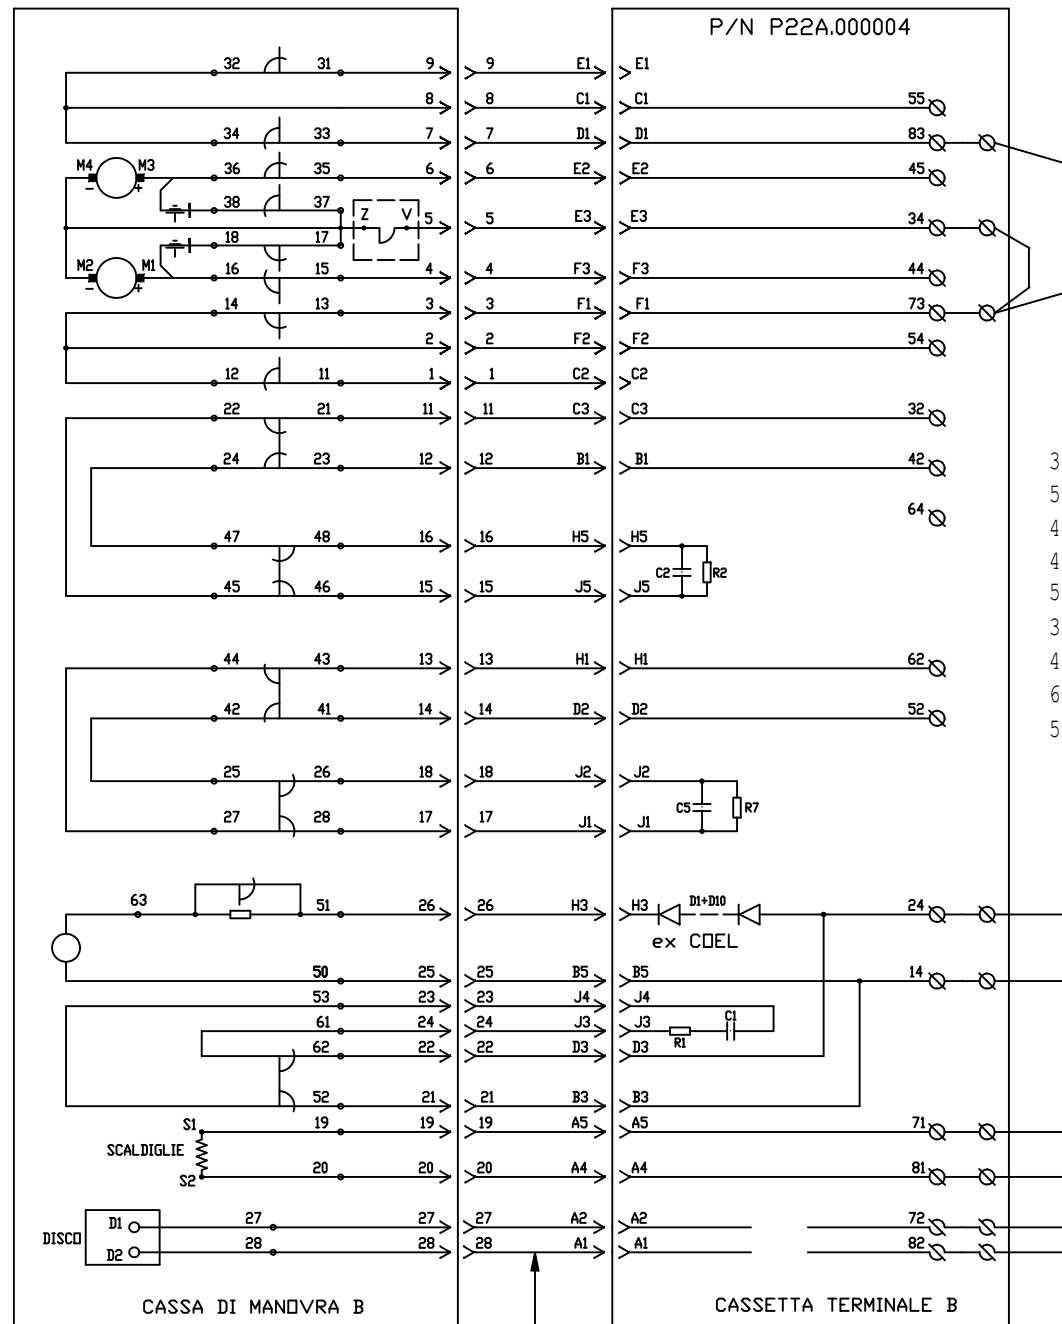 P/N P22A.000004
32 31 9 9 E1 E1
8 8 C1 C1 55
34 33 7 7 D1 D1 83
M4 M3 36 35 6 6 E2 E2 45
- +
38 37
Z V 5 5 E3 E3 34
18 17
M2 M1 16 15 4 4 F3 F3 44
- +
14 13 3 3 F1 F1 73
2 2 F2 F2 54
12 11 1 1 C2 C2
22 21 11 11 C3 C3 32
24 23 12 12 B1 B1 42
3
5
64
4
47 48 16 16 H5 H5
4
C2 R2
45 46 15 15 J5 J5
5
3
44 43 13 13 H1 H1 62
4
6
42 41 14 14 D2 D2 52
5
25 26 18 18 J2 J2
C5 R7
27 28 17 17 J1 J1
63 51 26 26 H3 H3 D1+D10 24
ex COEL
50 25 25 B5 B5 14
53 23 23 J4 J4
C1
61 24 24 J3 J3
R1
62 22 22 D3 D3
52 21 21 B3 B3
S1 19 19 19 A5 A5 71
SCALDIGLIE
S2 20 20 20 A4 A4 81
D1 27 27 27 A2 A2 72
DISCO
D2 28 28 28 A1 A1 82
CASSA DI MANOVRA B
CASSETTA TERMINALE B